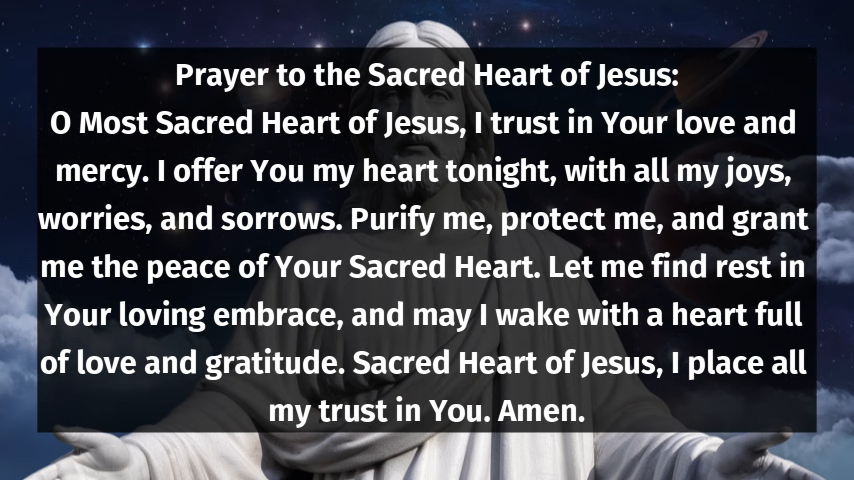 Prayer to the Sacred Heart of Jesus:
O Most Sacred Heart of Jesus, I trust in Your love and
mercy. I offer You my heart tonight, with all my joys,
worries, and sorrows. Purify me, protect me, and grant
me the peace of Your Sacred Heart. Let me find rest in
Your loving embrace, and may I wake with a heart full
of love and gratitude. Sacred Heart of Jesus, I place all
my trust in You. Amen.